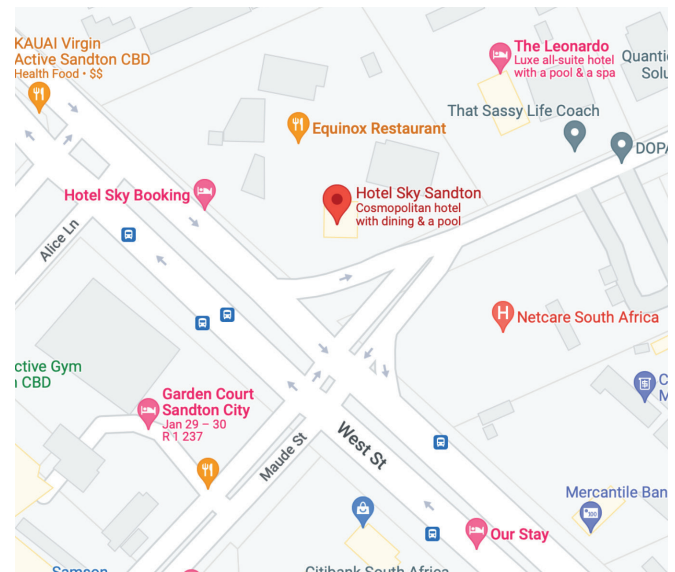 KAUAI Virgin
Active Sandton CBD
Health Food • $$
The Leonardo
Luxe all-suite hotel
with a pool & a spa
Quantic
Solu
That Sassy Life Coach
Equinox Restaurant
DOPA
Hotel Sky Booking
Hotel Sky Sandton
Cosmopolitan hotel
with dining & a pool
Alice Ln
Netcare South Africa
ctive Gym
CBD
Garden Court
Sandton City
Jan 29 – 30
R 1 237
C
M
West St
Maude St
Mercantile Ban
Our Stay
Samson
Citibank South Africa